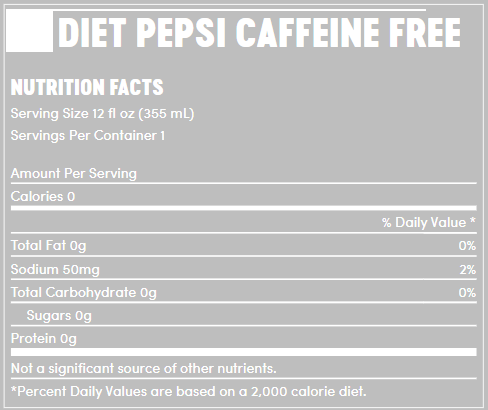 DIET PEPSI CAFFEINE FREE
NUTRITION FACTS
Serving Size 12 fl oz (355 mL)
Servings Per Container 1
Amount Per Serving
Calories 0
% Daily Value *
Total Fat 0g 0%
Sodium 50mg 2%
Total Carbohydrate 0g 0%
Sugars 0g
Protein 0g
Not a significant source of other nutrients.
*Percent Daily Values are based on a 2,000 calorie diet.